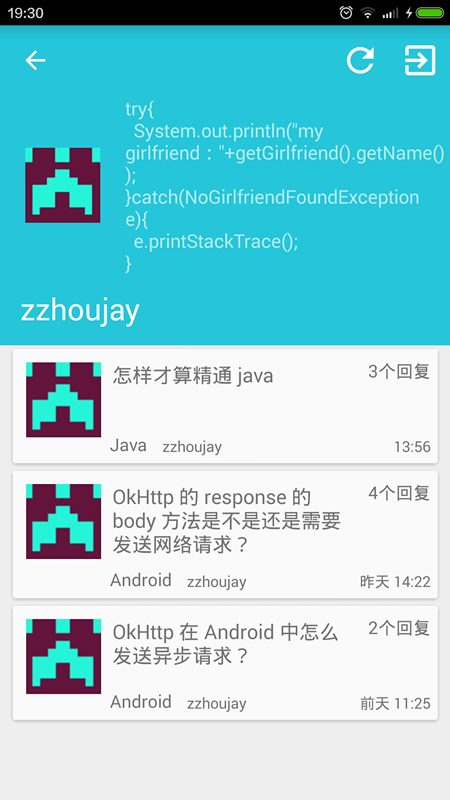 19:30
try{
System.out.println("my
girlfriend : "+getGirlfriend().getName()
);
}catch(NoGirlfriendFoundException
e){
e.printStackTrace();
}
zzhoujay
怎样才算精通 java
3个回复
Java zzhoujay
13:56
OkHttp 的 response 的
body 方法是不是还是需要
发送网络请求？
4个回复
Android zzhoujay
昨天 14:22
OkHttp 在 Android 中怎么
发送异步请求？
2个回复
Android zzhoujay
前天 11:25